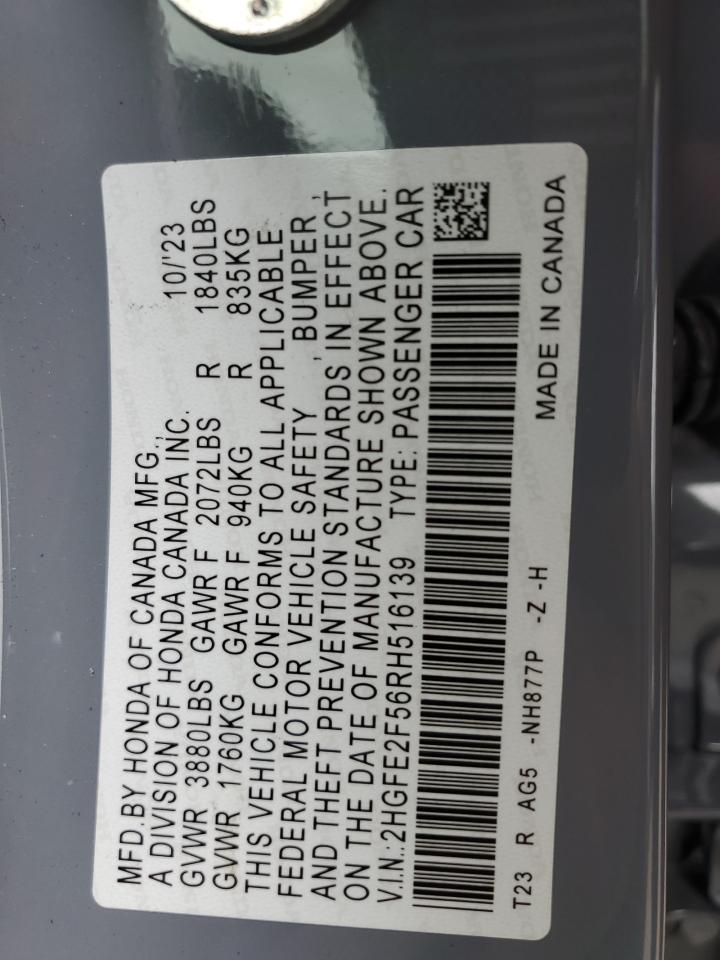 MFD.BY HONDA OF CANADA MFG.,
A DIVISION OF HONDA CANADA INC. 10/'23
GVWR 3880LBS GAWR F 2072LBS R 1840LBS
GVWR 1760KG GAWR F 940KG R 835KG
THIS VEHICLE CONFORMS TO ALL APPLICABLE
FEDERAL MOTOR VEHICLE SAFETY , BUMPER ,
AND THEFT PREVENTION STANDARDS IN EFFECT
ON THE DATE OF MANUFACTURE SHOWN ABOVE.
V.I.N.:2HGFE2F56RH516139 TYPE: PASSENGER CAR
T23 R AG5 -NH877P -Z -H MADE IN CANADA